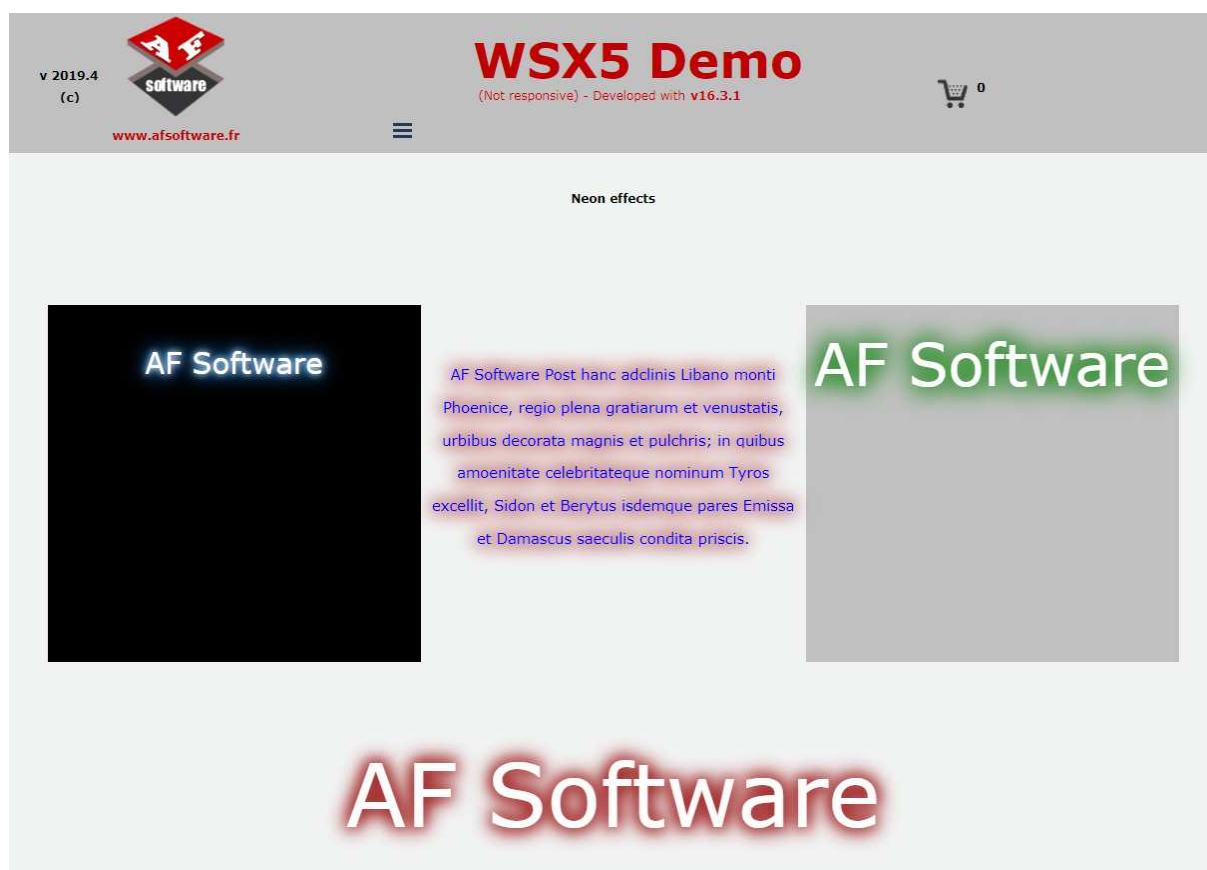 v 2019.4
(c)
AF
software
www.afsoftware.fr
WSX5 Demo
(Not responsive) - Developed with v16.3.1
0
Neon effects
AF Software
AF Software Post hanc adclinis Libano monti
Phoenice, regio plena gratiarum et venustatis,
urbibus decorata magnis et pulchris; in quibus
amoenitate celebritateque nominum Tyros
excellit, Sidon et Berytus isdemque pares Emissa
et Damascus saeculis condita priscis.
AF Software
AF Software